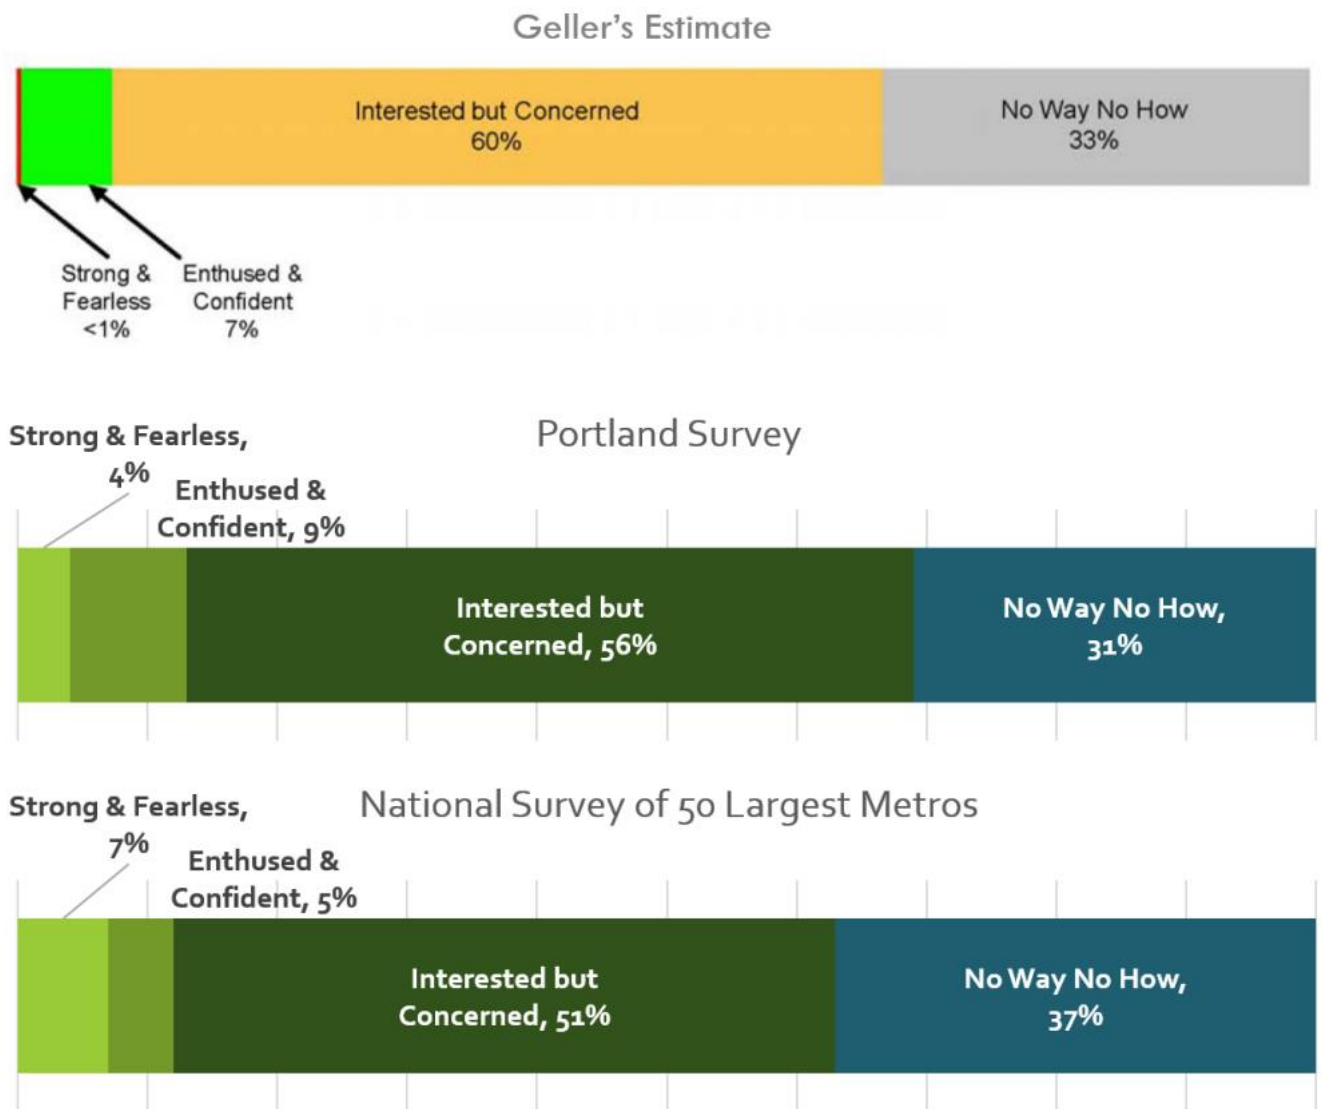 Geller's Estimate
Interested but Concerned
60%
No Way No How
33%
Strong &
Fearless
<1%
Enthused &
Confident
7%
Portland Survey
Strong & Fearless,
4%
Enthused &
Confident, 9%
Interested but
Concerned, 56%
No Way No How,
31%
National Survey of 50 Largest Metros
Strong & Fearless,
7%
Enthused &
Confident, 5%
Interested but
Concerned, 51%
No Way No How,
37%